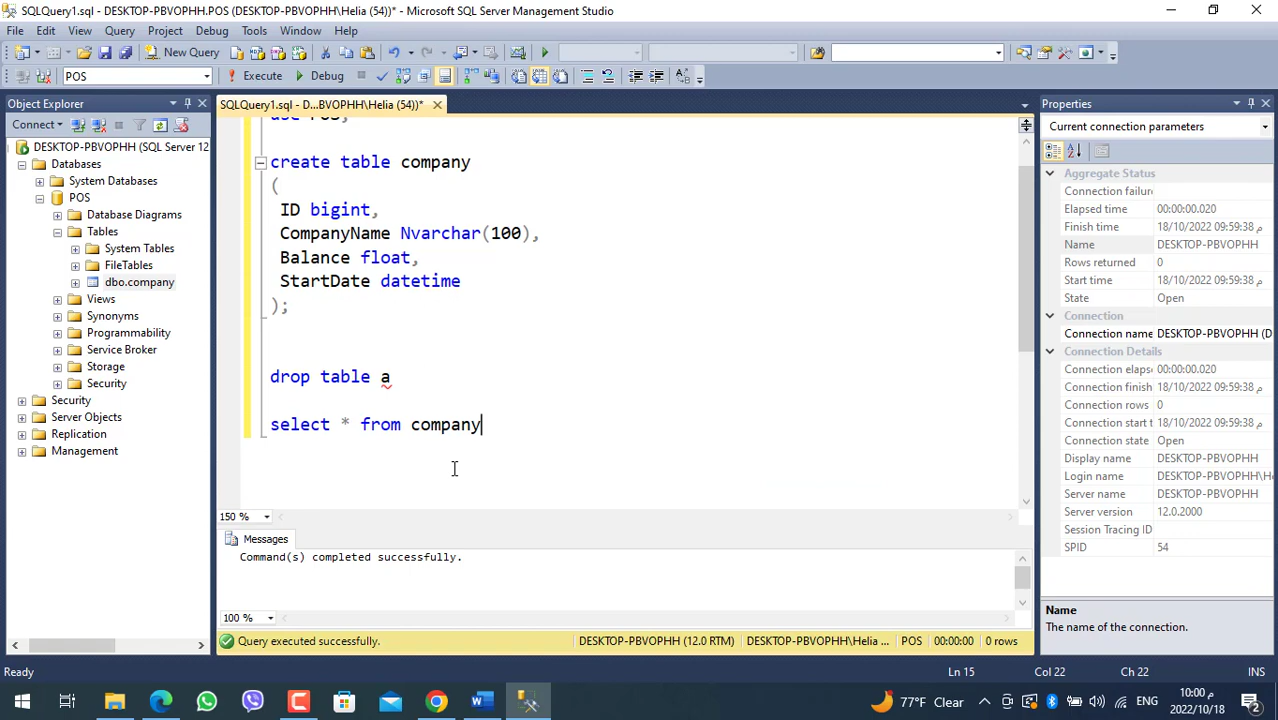 SQLQuery1.sql - DESKTOP-PBVOPHH.POS (DESKTOP-PBVOPHH\Helia (54))* - Microsoft SQL Server Management Studio
File Edit View Query Project Debug Tools Window Help
New Query
POS Execute Debug
Object Explorer
Connect
DESKTOP-PBVOPHH (SQL Server 12
Databases
System Databases
POS
Database Diagrams
Tables
System Tables
FileTables
dbo.company
Views
Synonyms
Programmability
Service Broker
Storage
Security
Security
Server Objects
Replication
Management
SQLQuery1.sql - D...BVOPHH\Helia (54))*
use POS;
create table company
(
ID bigint,
CompanyName Nvarchar(100),
Balance float,
StartDate datetime
);
drop table a
select * from company
150 %
Messages
Command(s) completed successfully.
100 %
Query executed successfully. DESKTOP-PBVOPHH (12.0 RTM) DESKTOP-PBVOPHH\Helia ... POS 00:00:00 0 rows
Properties
Current connection parameters
Aggregate Status
Connection failure
Elapsed time 00:00:00.020
Finish time 18/10/2022 09:59:38 م
Name DESKTOP-PBVOPHH
Rows returned 0
Start time 18/10/2022 09:59:38 م
State Open
Connection
Connection name DESKTOP-PBVOPHH (D
Connection Details
Connection elaps 00:00:00.020
Connection finish 18/10/2022 09:59:38 م
Connection rows 0
Connection start t 18/10/2022 09:59:38 م
Connection state Open
Display name DESKTOP-PBVOPHH
Login name DESKTOP-PBVOPHH\He
Server name DESKTOP-PBVOPHH
Server version 12.0.2000
Session Tracing ID
SPID 54
Name
The name of the connection.
Ready Ln 15 Col 22 Ch 22 INS
77°F Clear ENG 10:00 م
2022/10/18
2